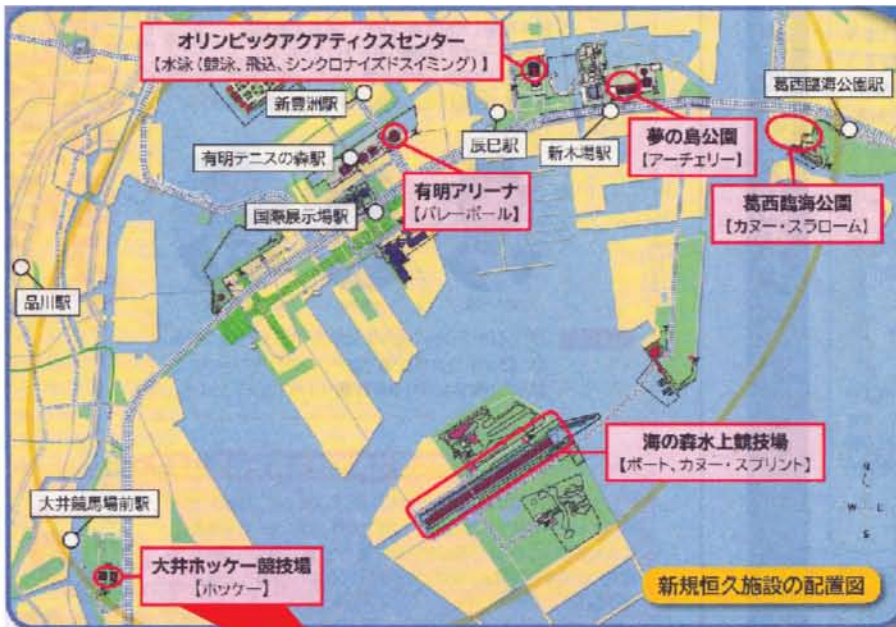 オリンピックアクアティクスセンター
【水泳(競泳、飛込、シンクロナイズドスイミング)】
葛西臨海公園駅
新豊洲駅
辰巳駅
新木場駅
夢の島公園
【アーチェリー】
有明テニスの森駅
有明アリーナ
【バレーボール】
葛西臨海公園
【カヌー・スラローム】
国際展示場駅
品川駅
海の森水上競技場
【ボート、カヌー・スプリント】
大井競馬場前駅
W
E
S
大井ホッケー競技場
【ホッケー】
新規恒久施設の配置図